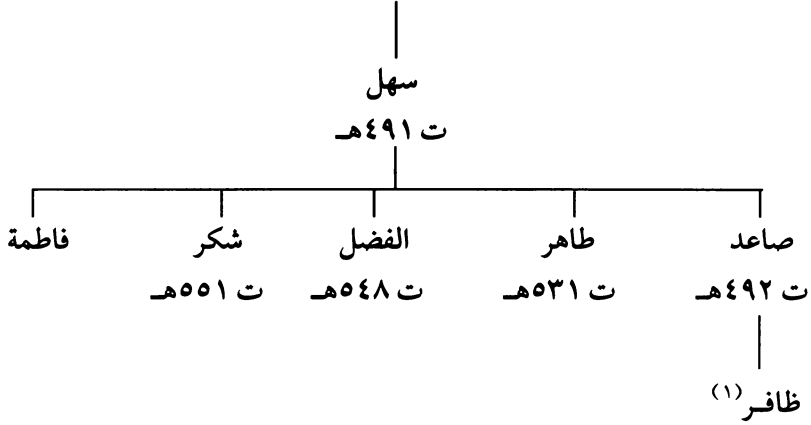 سهل
ت ٤٩١هـ
صاعد طاهر الفضل شكر فاطمة
ت ٤٩٢هـ ت ٥٣١هـ ت ٥٤٨هـ ت ٥٥١هـ
ظافر (١)